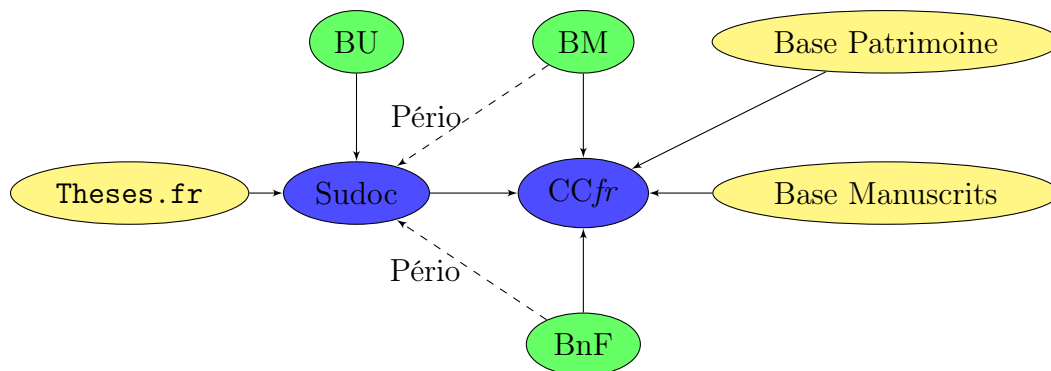 BU
BM
Base Patrimoine
Pério
Theses.fr
Sudoc
CCfr
Base Manuscrits
Pério
BnF